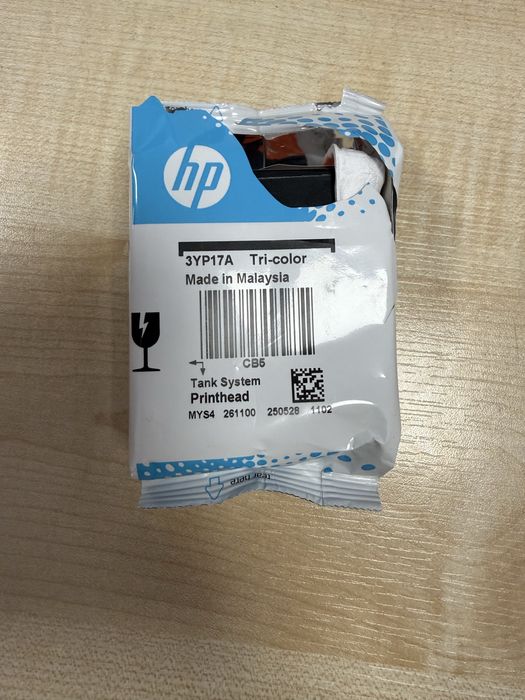 hp
3YP17A Tri-color
Made in Malaysia
CB5
Tank System
Printhead
MYS4 261100 250528 1102
tear here